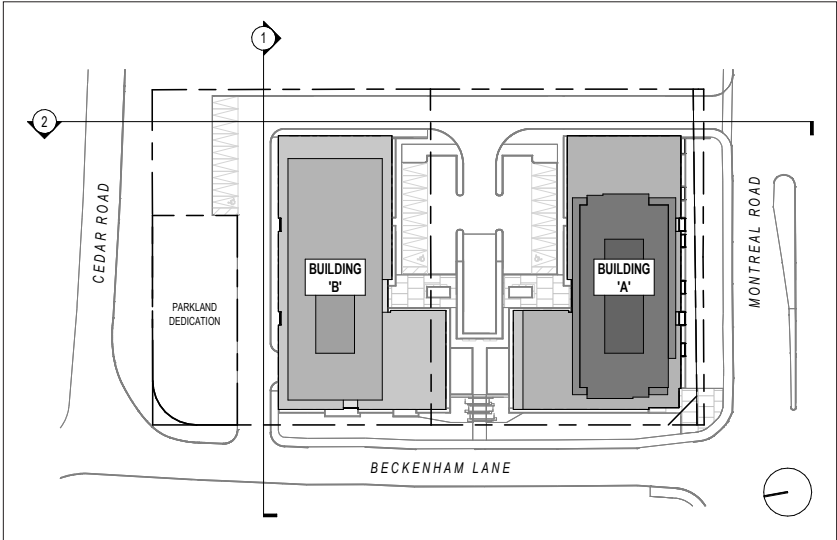 1
2
CEDAR ROAD
MONTREAL ROAD
BUILDING
'B'
BUILDING
'A'
PARKLAND
DEDICATION
BECKENHAM LANE